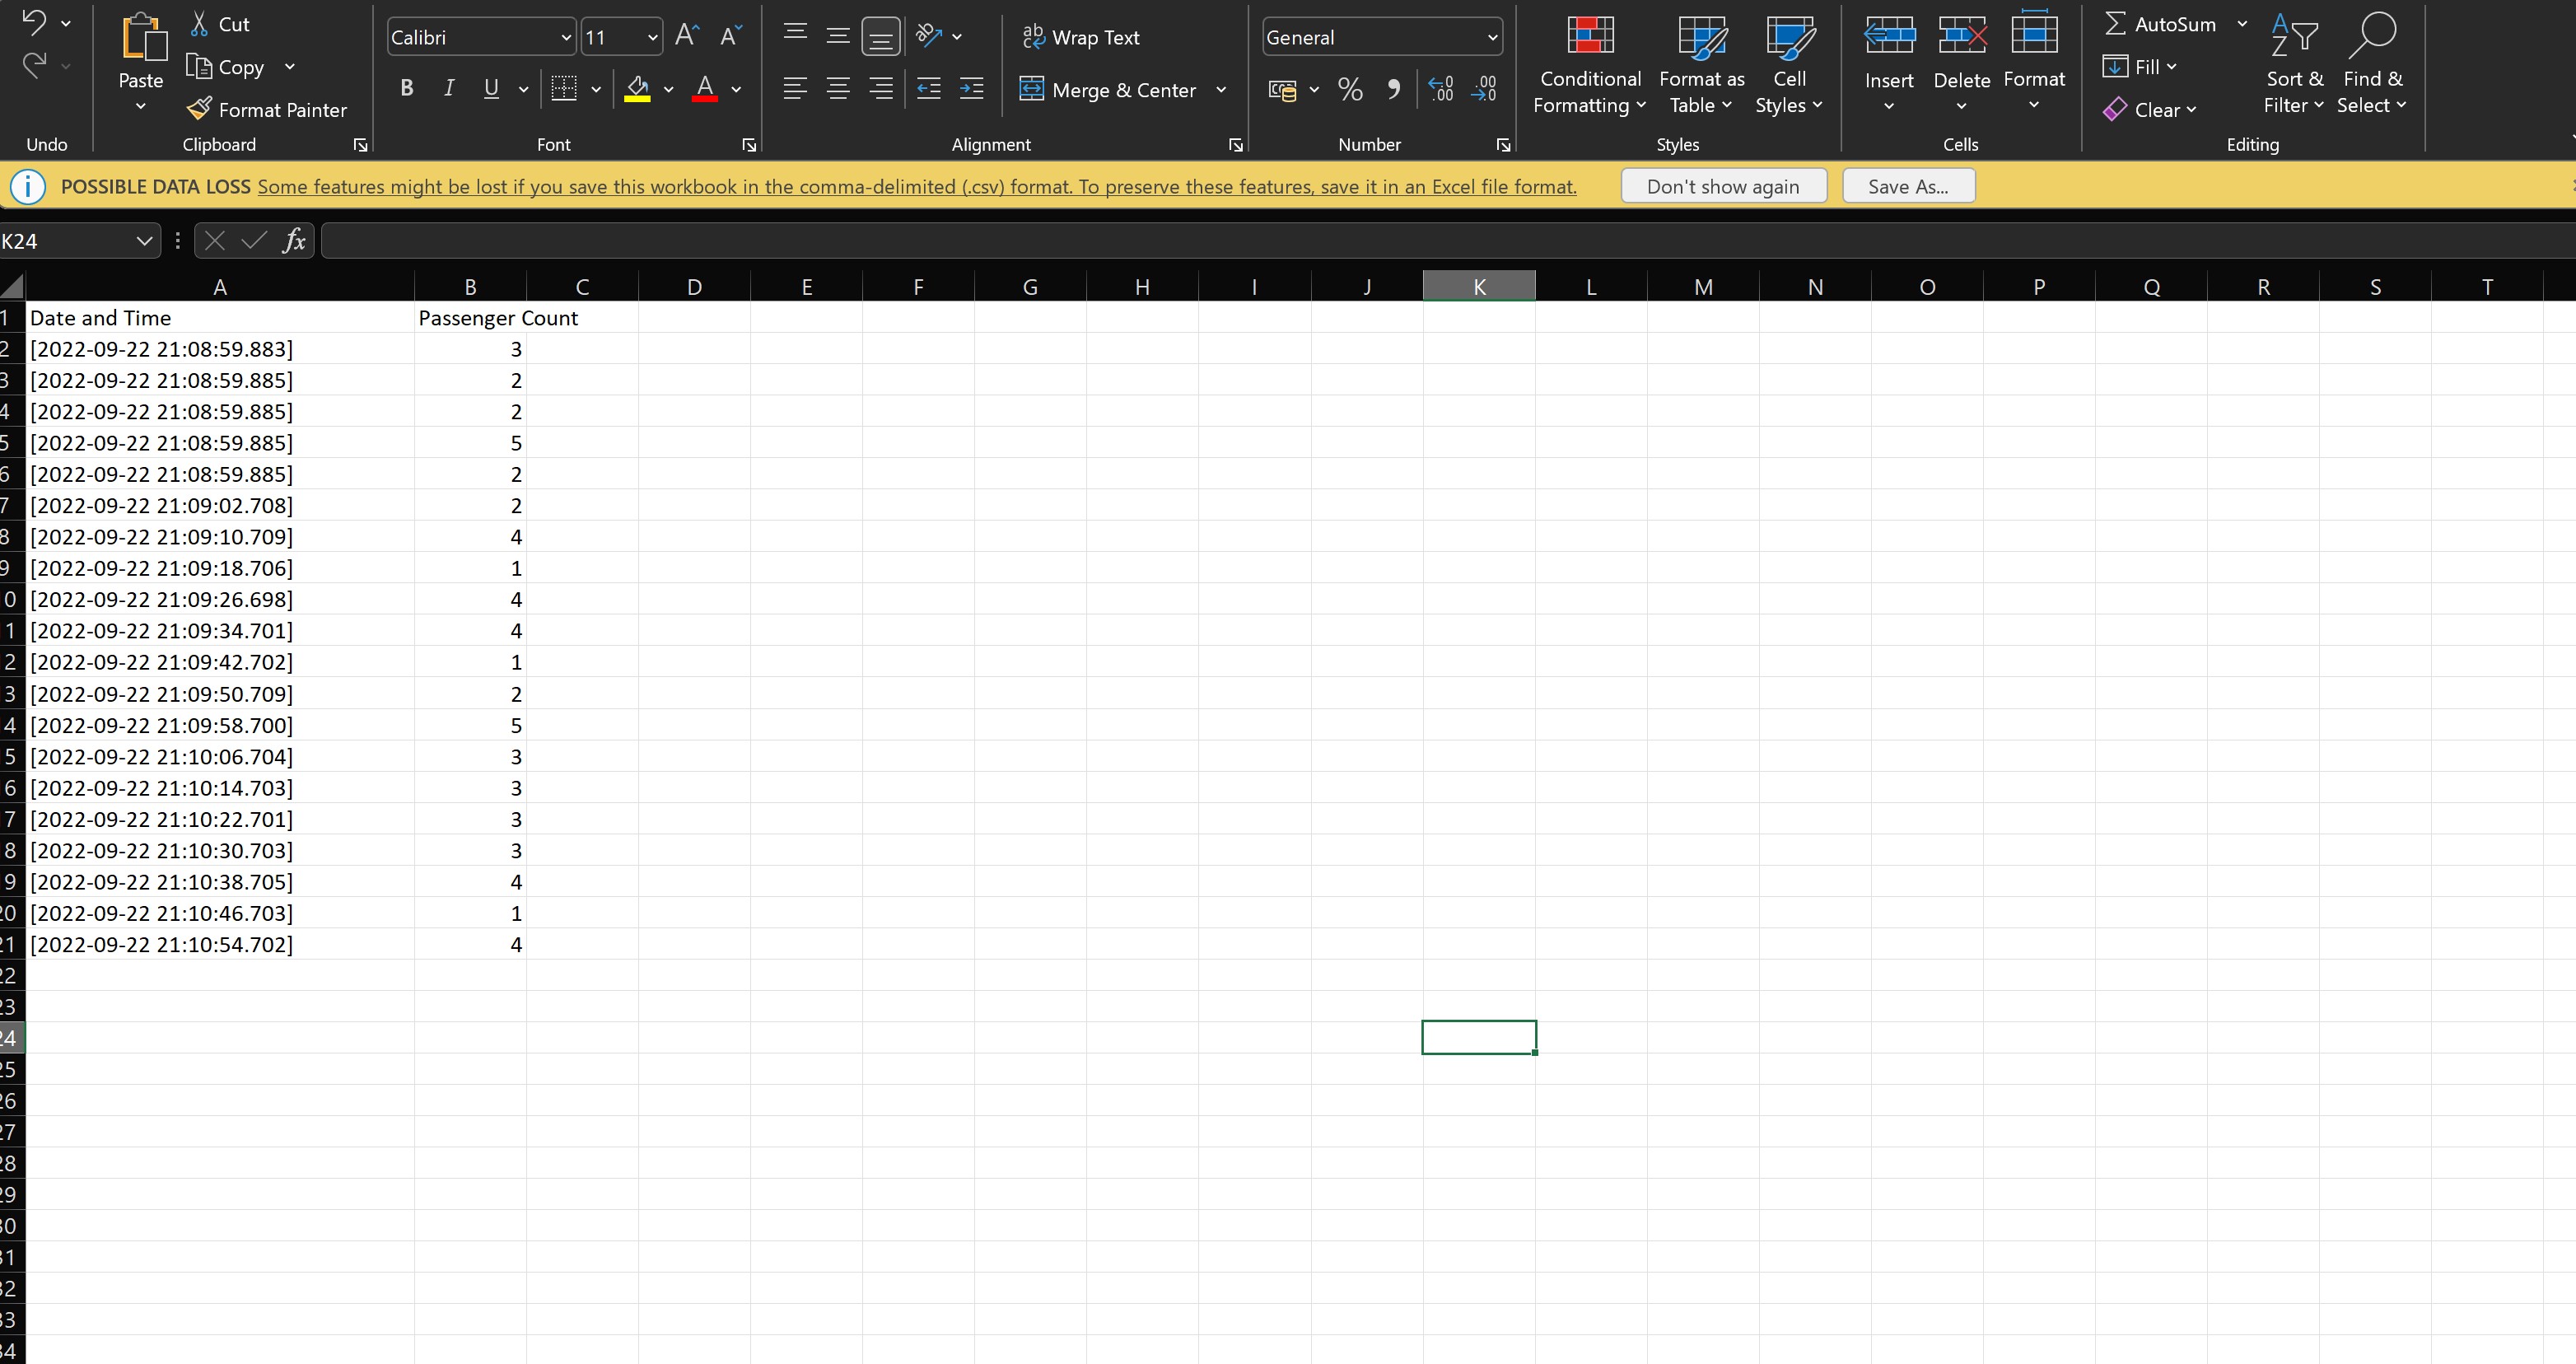 Cut
Copy
Paste
Format Painter
Undo
Clipboard
Calibri 11 A A
B I U A
Font
ab Wrap Text
Merge & Center
Alignment
General
% 9 .00 .00
Number
Conditional Formatting
Format as Table
Cell Styles
Styles
Insert
Delete
Format
Cells
AutoSum
Fill
Clear
Sort & Filter
Find & Select
Editing
POSSIBLE DATA LOSS Some features might be lost if you save this workbook in the comma-delimited (.csv) format. To preserve these features, save it in an Excel file format. Don't show again Save As...
K24 fx
A B C D E F G H I J K L M N O P Q R S T
1 Date and Time Passenger Count
2 [2022-09-22 21:08:59.883] 3
3 [2022-09-22 21:08:59.885] 2
4 [2022-09-22 21:08:59.885] 2
5 [2022-09-22 21:08:59.885] 5
6 [2022-09-22 21:08:59.885] 2
7 [2022-09-22 21:09:02.708] 2
8 [2022-09-22 21:09:10.709] 4
9 [2022-09-22 21:09:18.706] 1
10 [2022-09-22 21:09:26.698] 4
11 [2022-09-22 21:09:34.701] 4
12 [2022-09-22 21:09:42.702] 1
13 [2022-09-22 21:09:50.709] 2
14 [2022-09-22 21:09:58.700] 5
15 [2022-09-22 21:10:06.704] 3
16 [2022-09-22 21:10:14.703] 3
17 [2022-09-22 21:10:22.701] 3
18 [2022-09-22 21:10:30.703] 3
19 [2022-09-22 21:10:38.705] 4
20 [2022-09-22 21:10:46.703] 1
21 [2022-09-22 21:10:54.702] 4
22
23
24
25
26
27
28
29
30
31
32
33
34